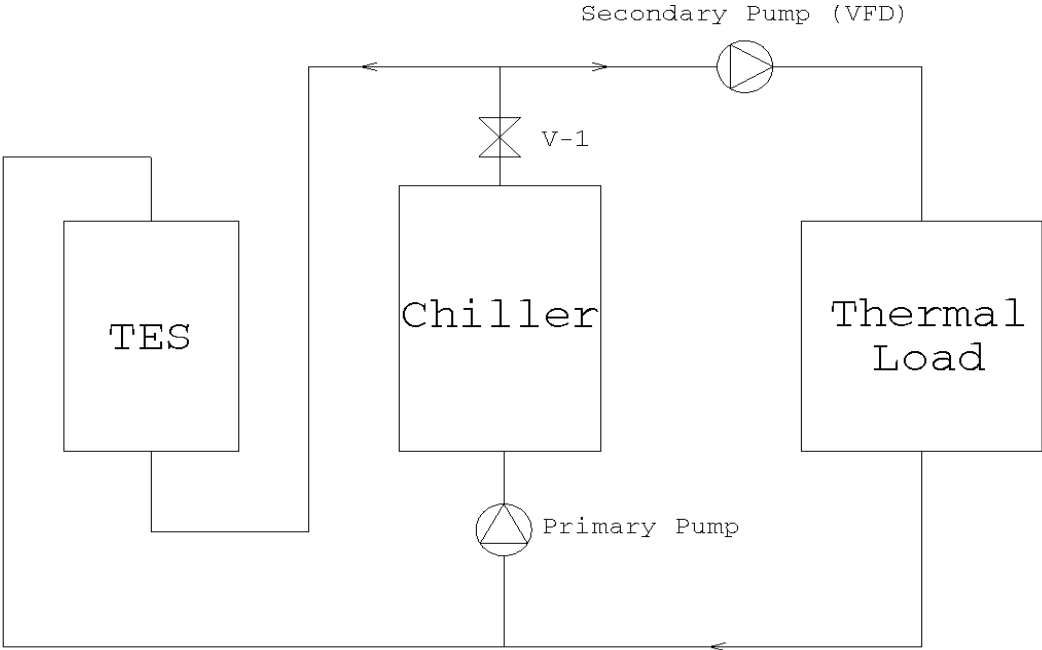 Secondary Pump (VFD)
V-1
TES
Chiller
Thermal
Load
Primary Pump